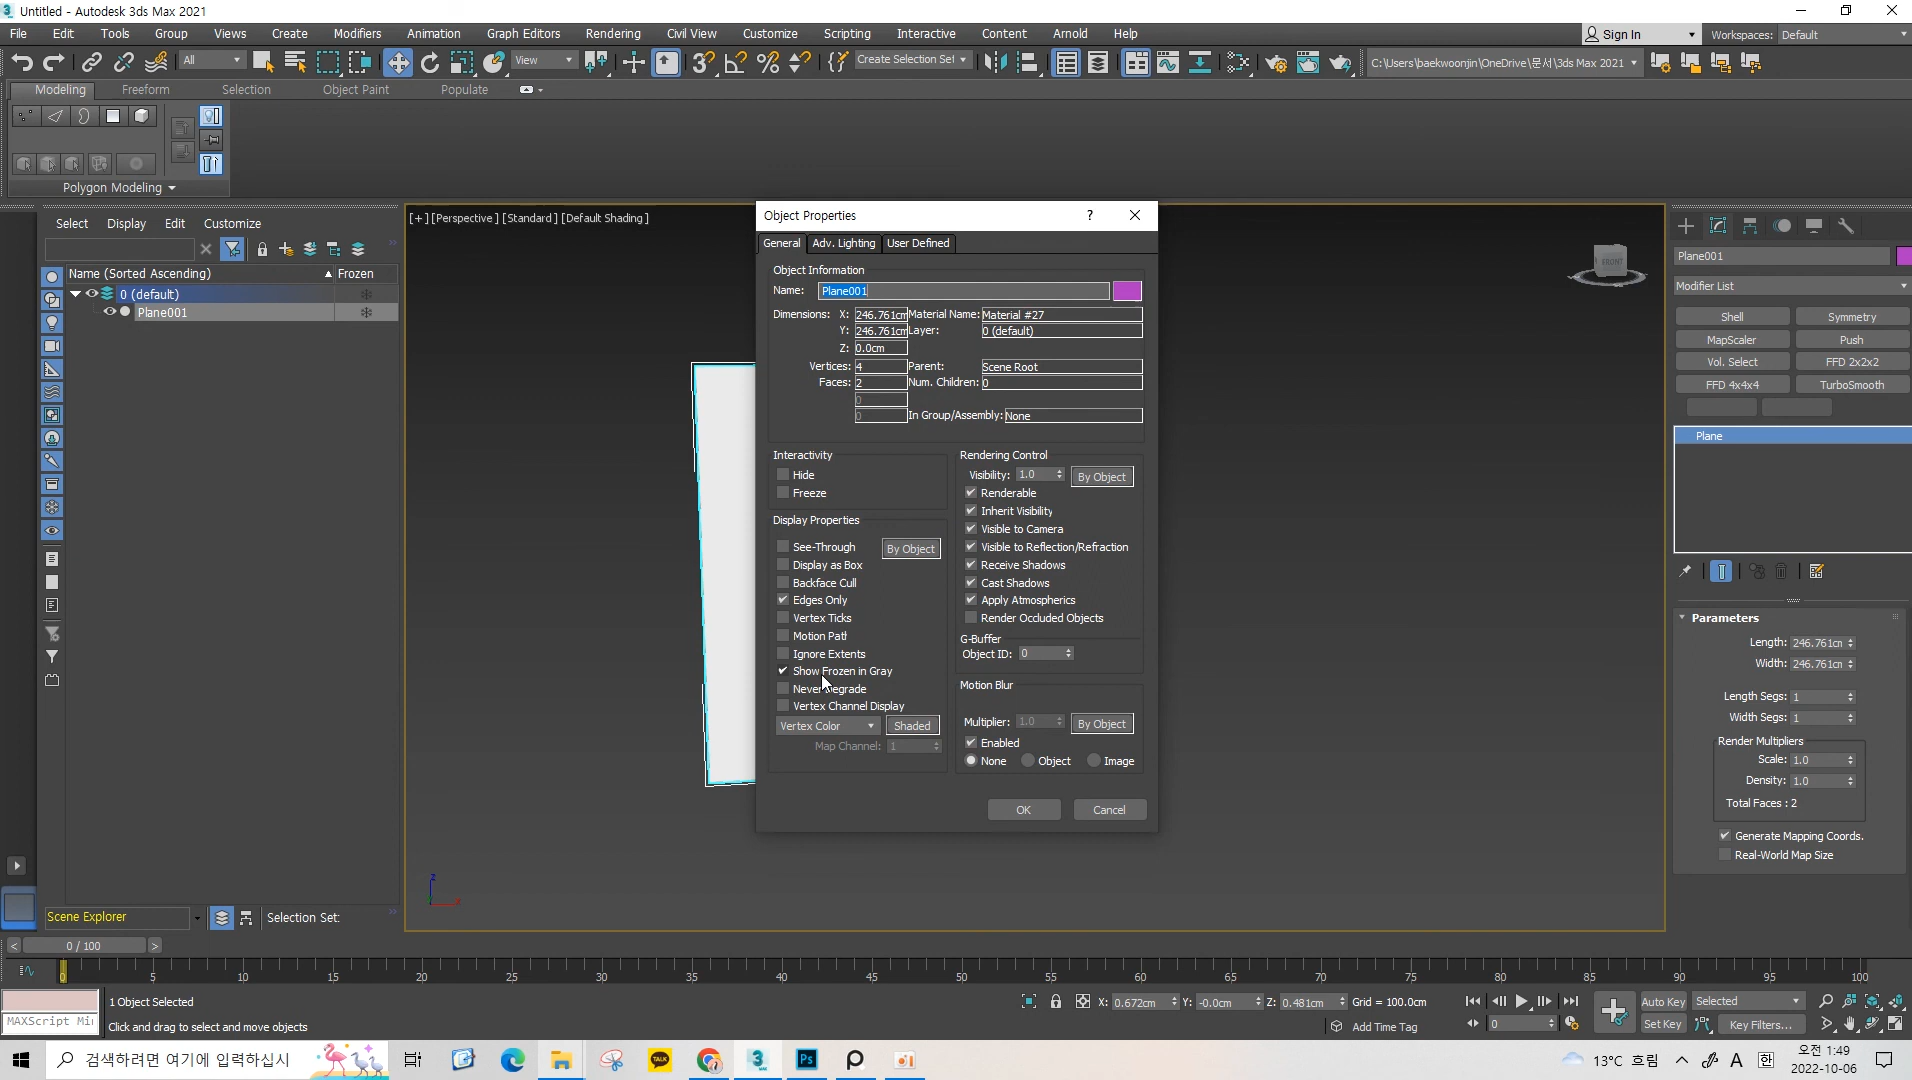 Untitled - Autodesk 3ds Max 2021
File Edit Tools Group Views Create Modifiers Animation Graph Editors Rendering Civil View Customize Scripting Interactive Content Arnold Help
Sign In Workspaces: Default
All View Create Selection Set C:\Users\baekwoonjin\OneDrive\문서\3ds Max 2021
Modeling Freeform Selection Object Paint Populate
Polygon Modeling
Select Display Edit Customize
Name (Sorted Ascending) Frozen
0 (default)
Plane001
[+] [Perspective] [Standard] [Default Shading]
Object Properties
General Adv. Lighting User Defined
Object Information
Name: Plane001
Dimensions: X: 246.761cm Material Name: Material #27
Y: 246.761cm Layer: 0 (default)
Z: 0.0cm
Vertices: 4 Parent: Scene Root
Faces: 2 Num. Children: 0
0
0 In Group/Assembly: None
Interactivity
Hide
Freeze
Display Properties
See-Through By Object
Display as Box
Backface Cull
Edges Only
Vertex Ticks
Motion Path
Ignore Extents
Show Frozen in Gray
Never Degrade
Vertex Channel Display
Vertex Color Shaded
Map Channel: 1
Rendering Control
Visibility: 1.0 By Object
Renderable
Inherit Visibility
Visible to Camera
Visible to Reflection/Refraction
Receive Shadows
Cast Shadows
Apply Atmospherics
Render Occluded Objects
G-Buffer
Object ID: 0
Motion Blur
Multiplier: 1.0 By Object
Enabled
None Object Image
OK Cancel
FRONT
Plane001
Modifier List
Shell Symmetry
MapScaler Push
Vol. Select FFD 2x2x2
FFD 4x4x4 TurboSmooth
Plane
Parameters
Length: 246.761cm
Width: 246.761cm
Length Segs: 1
Width Segs: 1
Render Multipliers
Scale: 1.0
Density: 1.0
Total Faces : 2
Generate Mapping Coords.
Real-World Map Size
z
x
Scene Explorer Selection Set:
< 0 / 100 >
0 5 10 15 20 25 30 35 40 45 50 55 60 65 70 75 80 85 90 95 100
1 Object Selected X: 0.672cm Y: -0.0cm Z: 0.481cm Grid = 100.0cm Auto Key Selected
MAXScript Mi Click and drag to select and move objects Add Time Tag 0 Set Key Key Filters...
검색하려면 여기에 입력하십시 TALK Ps 13°C 흐림 A 한 오전 1:49
2022-10-06